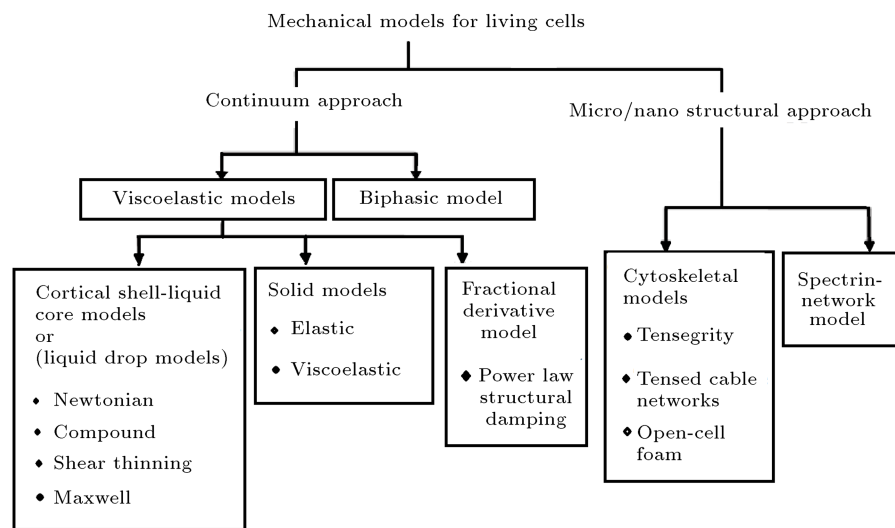 Mechanical models for living cells
Continuum approach
Micro/nano structural approach
Viscoelastic models
Biphasic model
Cortical shell-liquid
core models
or
(liquid drop models)
Newtonian
Compound
Shear thinning
Maxwell
Solid models
Elastic
Viscoelastic
Fractional
derivative
model
Power law
structural
damping
Cytoskeletal
models
Tensegrity
Tensed cable
networks
Open-cell
foam
Spectrin-
network
model